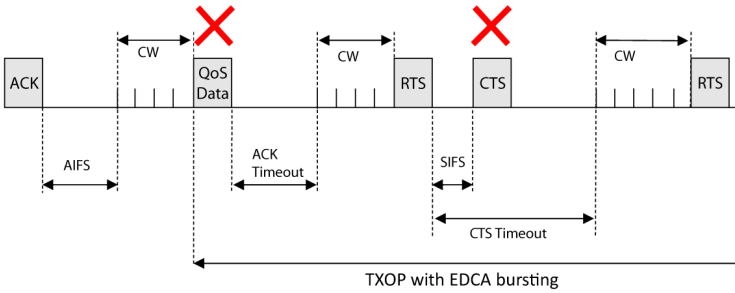 CW
CW
CW
ACK
QoS
Data
RTS
CTS
RTS
AIFS
ACK
Timeout
SIFS
CTS Timeout
TXOP with EDCA bursting